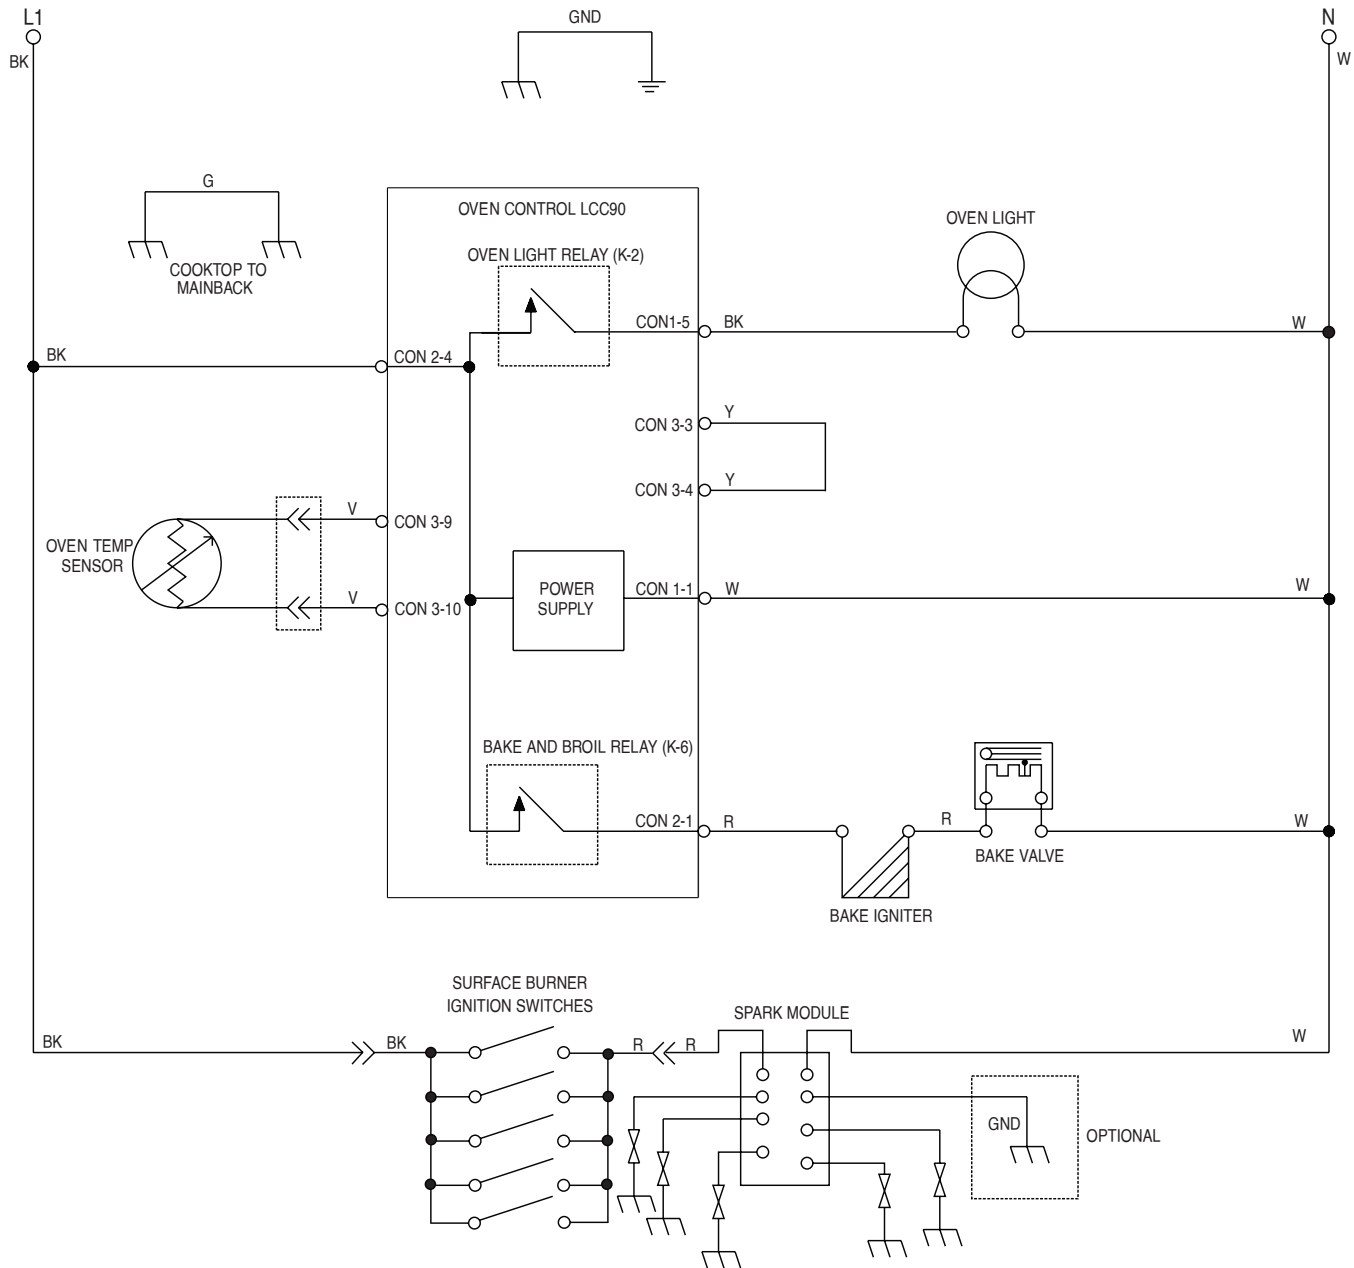 L1
GND
N
BK
W
G
COOKTOP TO
MAINBACK
OVEN CONTROL LCC90
OVEN LIGHT RELAY (K-2)
OVEN LIGHT
CON1-5
BK
W
BK
CON 2-4
CON 3-3
Y
CON 3-4
Y
V
CON 3-9
OVEN TEMP
SENSOR
V
CON 3-10
POWER
SUPPLY
CON 1-1
W
W
BAKE AND BROIL RELAY (K-6)
CON 2-1
R
R
W
BAKE VALVE
BAKE IGNITER
SURFACE BURNER
IGNITION SWITCHES
SPARK MODULE
BK
BK
R
R
W
GND
OPTIONAL